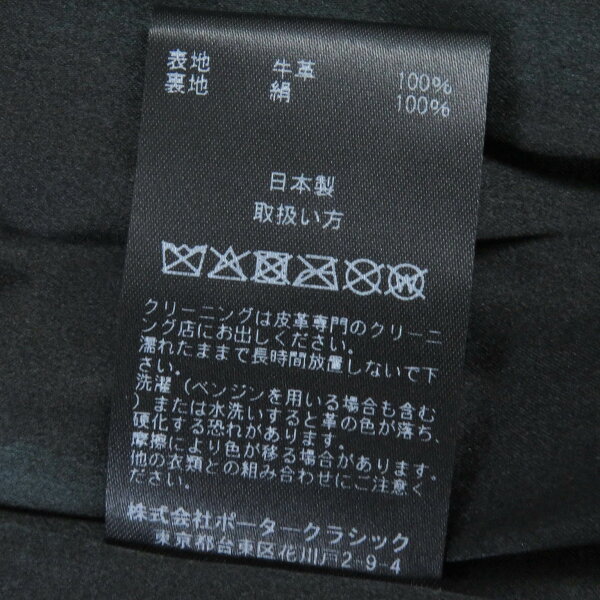 表地 牛革 100%
裏地 絹 100%
日本製
取扱い方
クリーニングは皮革専門のクリーニ
ング店にお出しください。
濡れたままで長時間放置しないで下
さい。
洗濯（ベンジンを用いる場合も含む
）または水洗いすると革の色が落ち、
硬化する恐れがあります。
摩擦により色が移る場合があります。
他の衣類との組み合わせにご注意く
ださい。
株式会社ポータークラシック
東京都台東区花川戸2-9-4